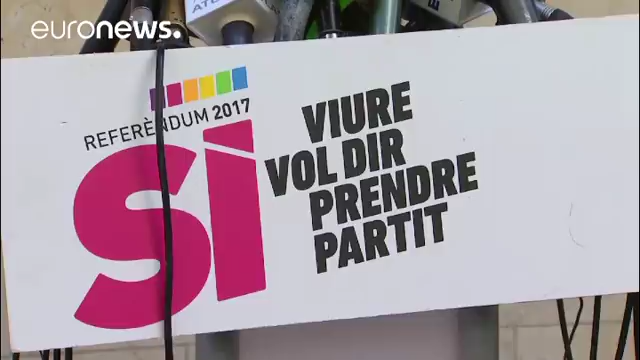 euronews.
REFERÈNDUM 2017
SÍ
VIURE
VOL DIR
PRENDRE
PARTIT